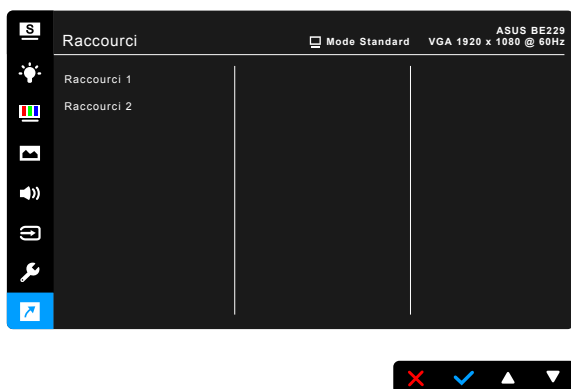 S
ASUS BE229
Raccourci
Mode Standard
VGA 1920 x 1080 @ 60Hz
Raccourci 1
Raccourci 2